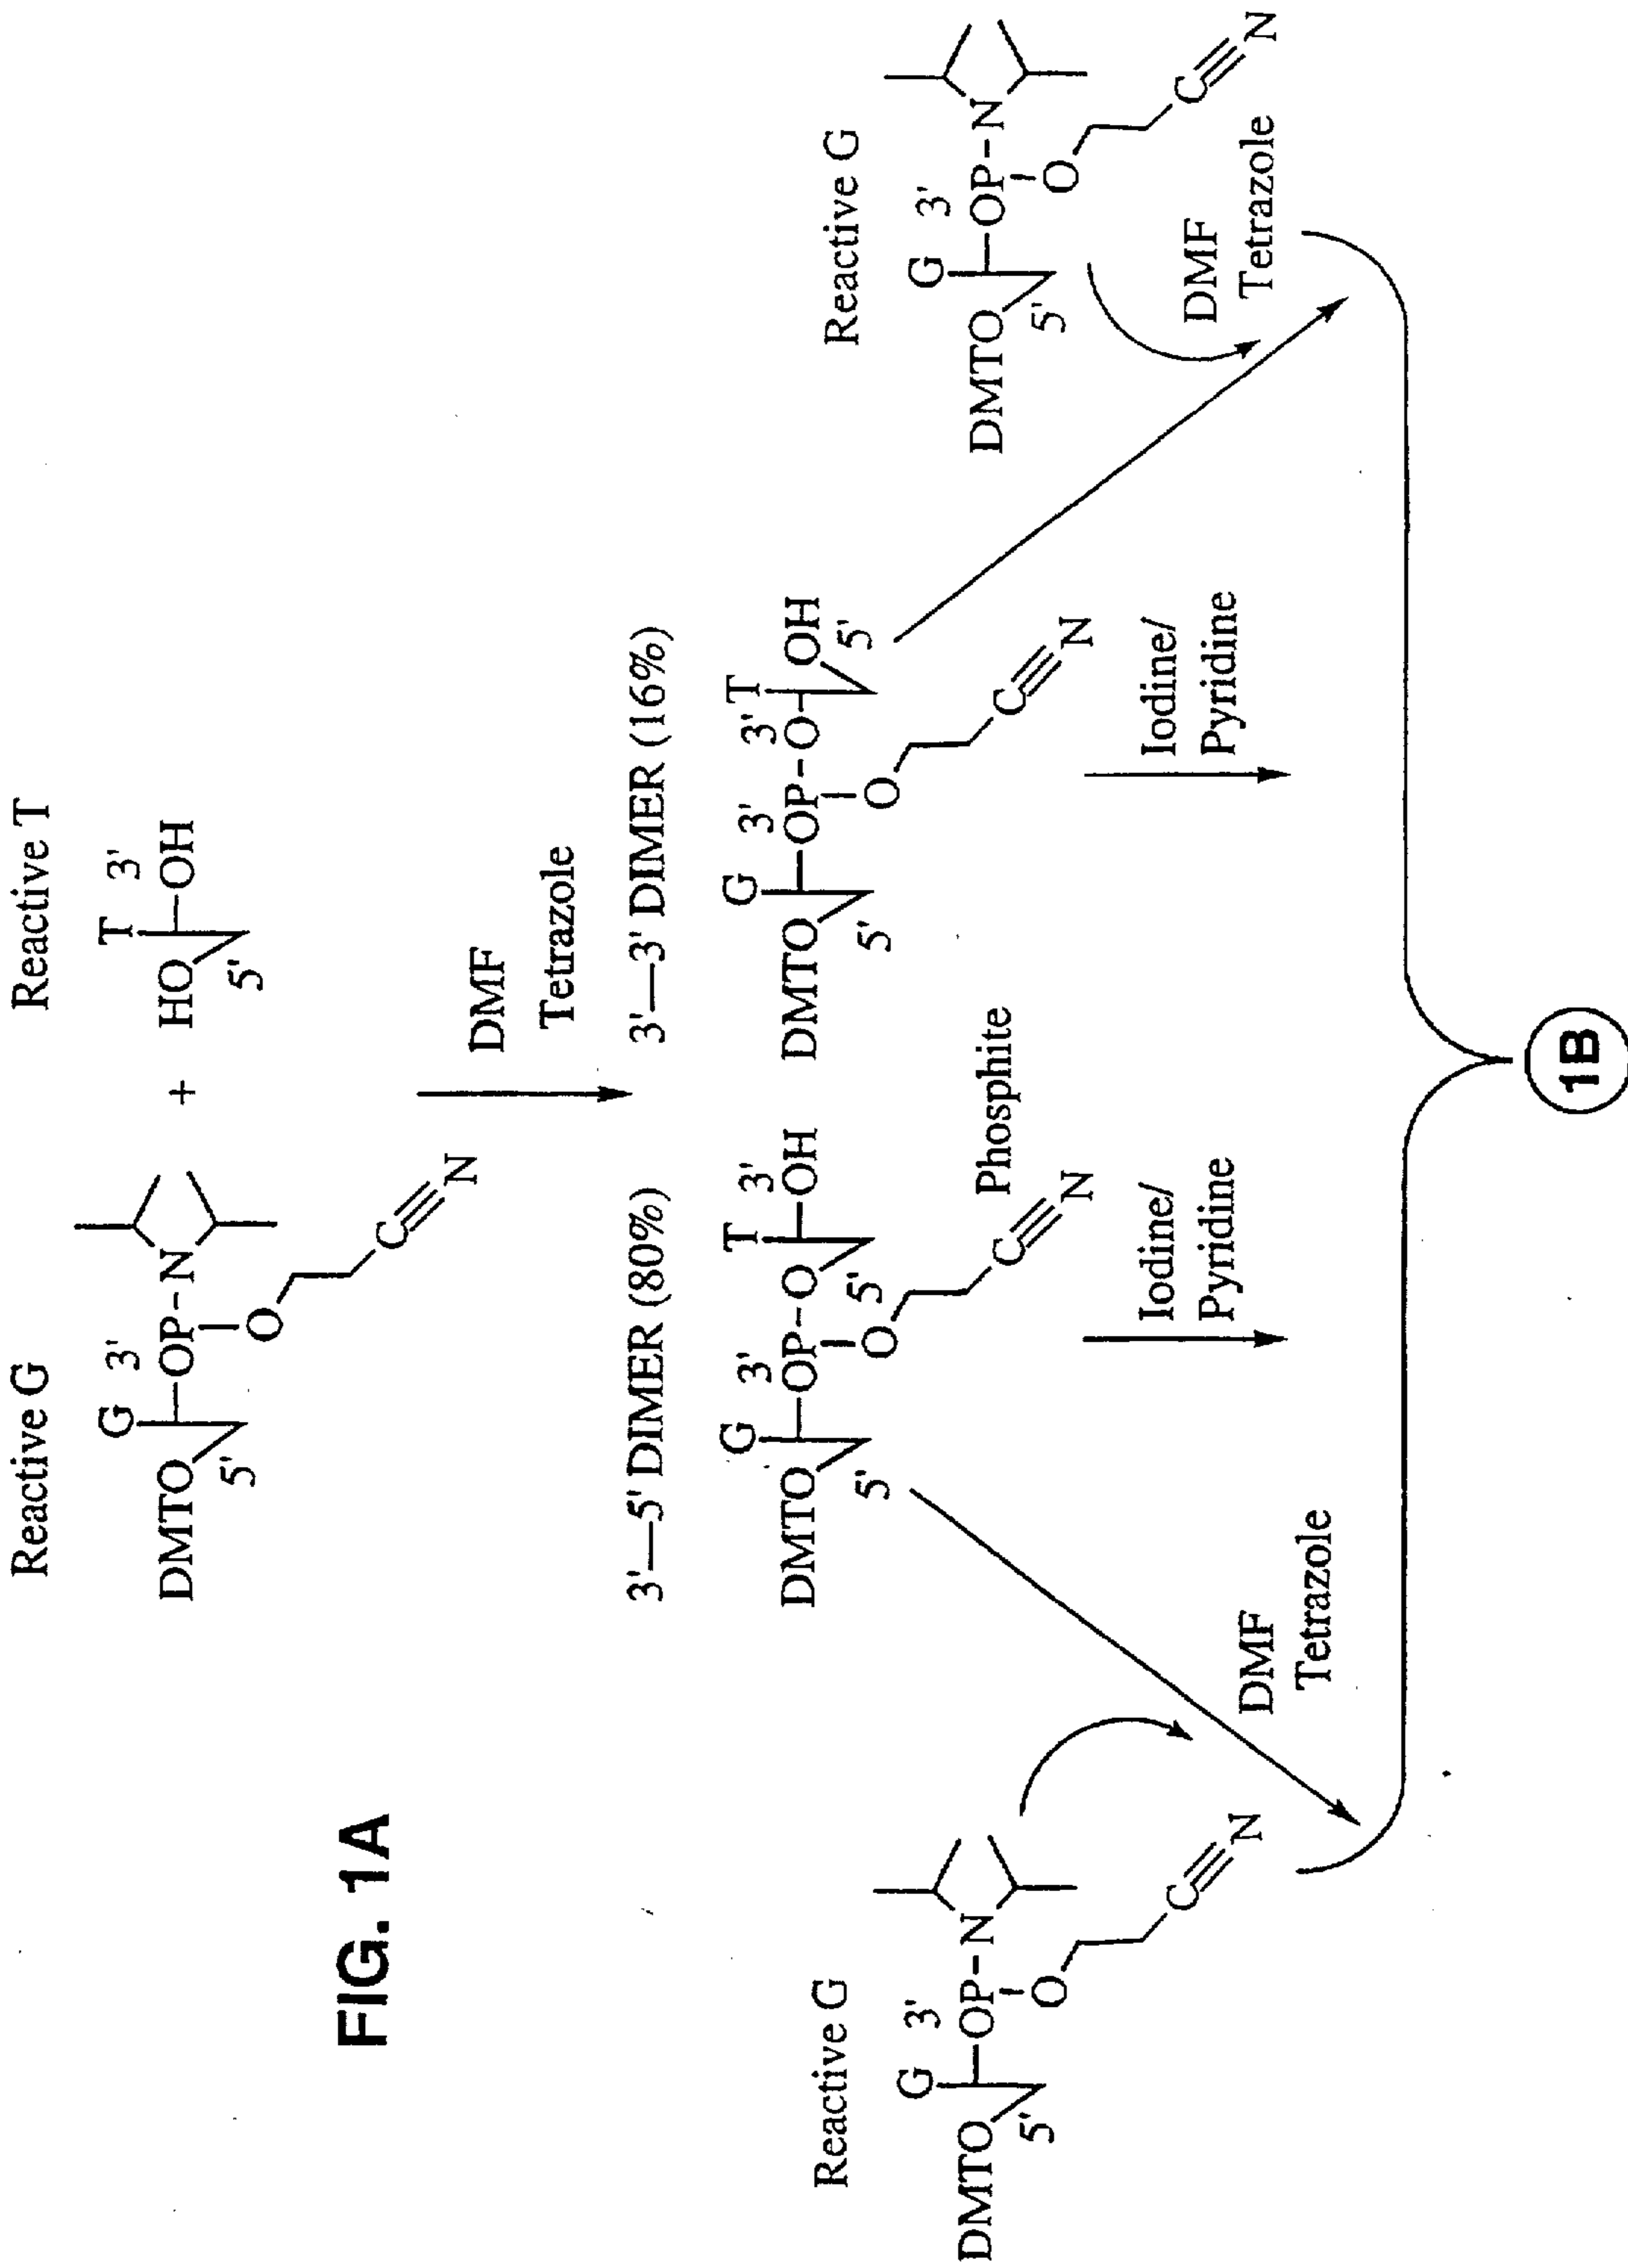 FIG. 1A
Reactive G
Reactive T
DMTO
G
3'
OP-N
5'
O
C
N
+
HO
T
3'
OH
5'
DMF
Tetrazole
3'—5' DIMER (80%)
3'—3' DIMER (16%)
DMTO
G
3'
OP-O
5'
O
C
N
T
3'
OH
5'
Phosphite
DMTO
G
3'
OP-O
5'
O
C
N
3'
T
OH
5'
Iodine/
Pyridine
Iodine/
Pyridine
Reactive G
DMTO
G
3'
OP-N
5'
O
C
N
DMF
Tetrazole
Reactive G
DMTO
G
3'
OP-N
5'
O
C
N
DMF
Tetrazole
1B